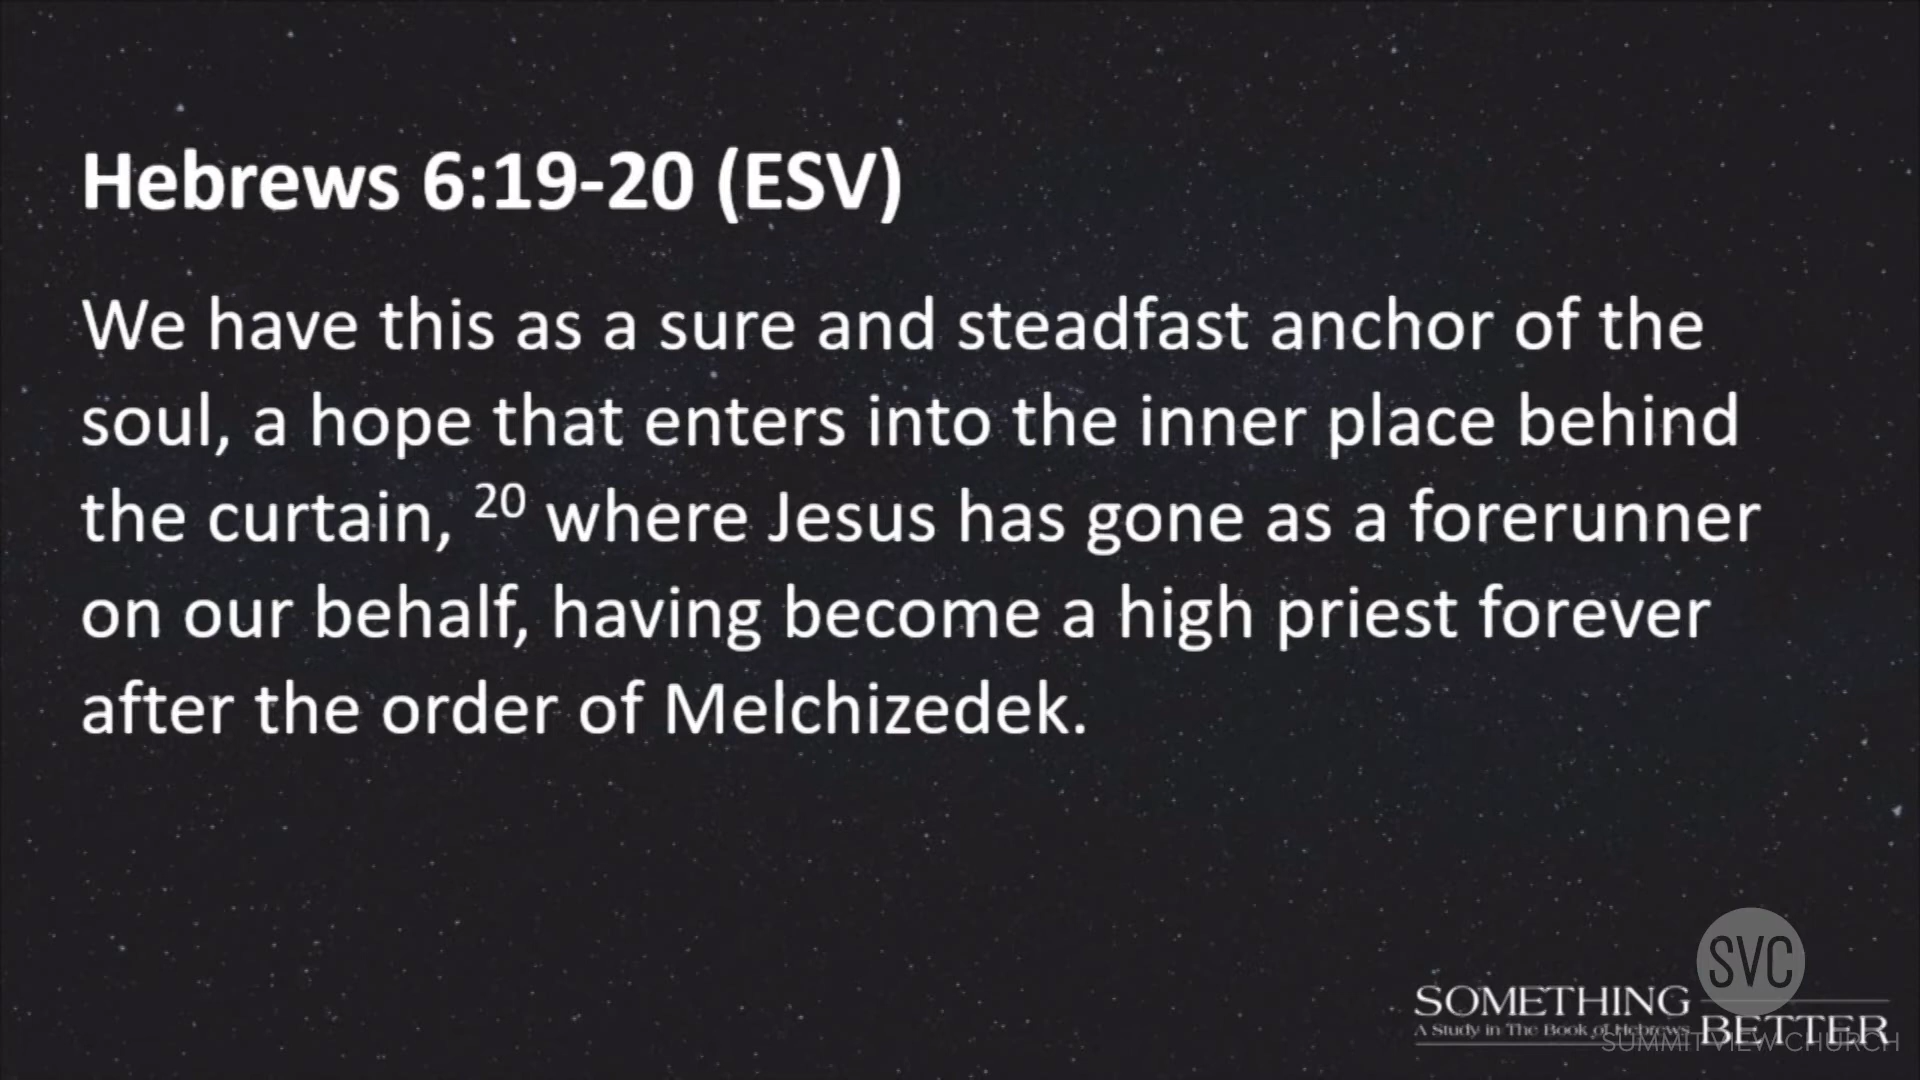 Hebrews 6:19-20 (ESV)
We have this as a sure and steadfast anchor of the
soul, a hope that enters into the inner place behind
the curtain, 20 where Jesus has gone as a forerunner
on our behalf, having become a high priest forever
after the order of Melchizedek.
SVC
SOMETHING
A Study in The Book of Hebrews BETTER
SUMMIT VIEW CHURCH